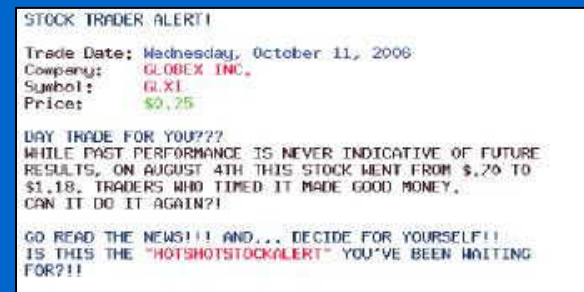 STOCK TRADER ALERT!
Trade Date: Wednesday, October 11, 2006
Company: GLOBEX INC.
Symbol: GLXI
Price: $0.25
DAY TRADE FOR YOU???
WHILE PAST PERFORMANCE IS NEVER INDICATIVE OF FUTURE
RESULTS, ON AUGUST 4TH THIS STOCK WENT FROM $.70 TO
$1.18. TRADERS WHO TIMED IT MADE GOOD MONEY.
CAN IT DO IT AGAIN?!
GO READ THE NEWS!!! AND... DECIDE FOR YOURSELF!!
IS THIS THE "HOTSHOTSTOCKALERT" YOU'VE BEEN WAITING
FOR?!!